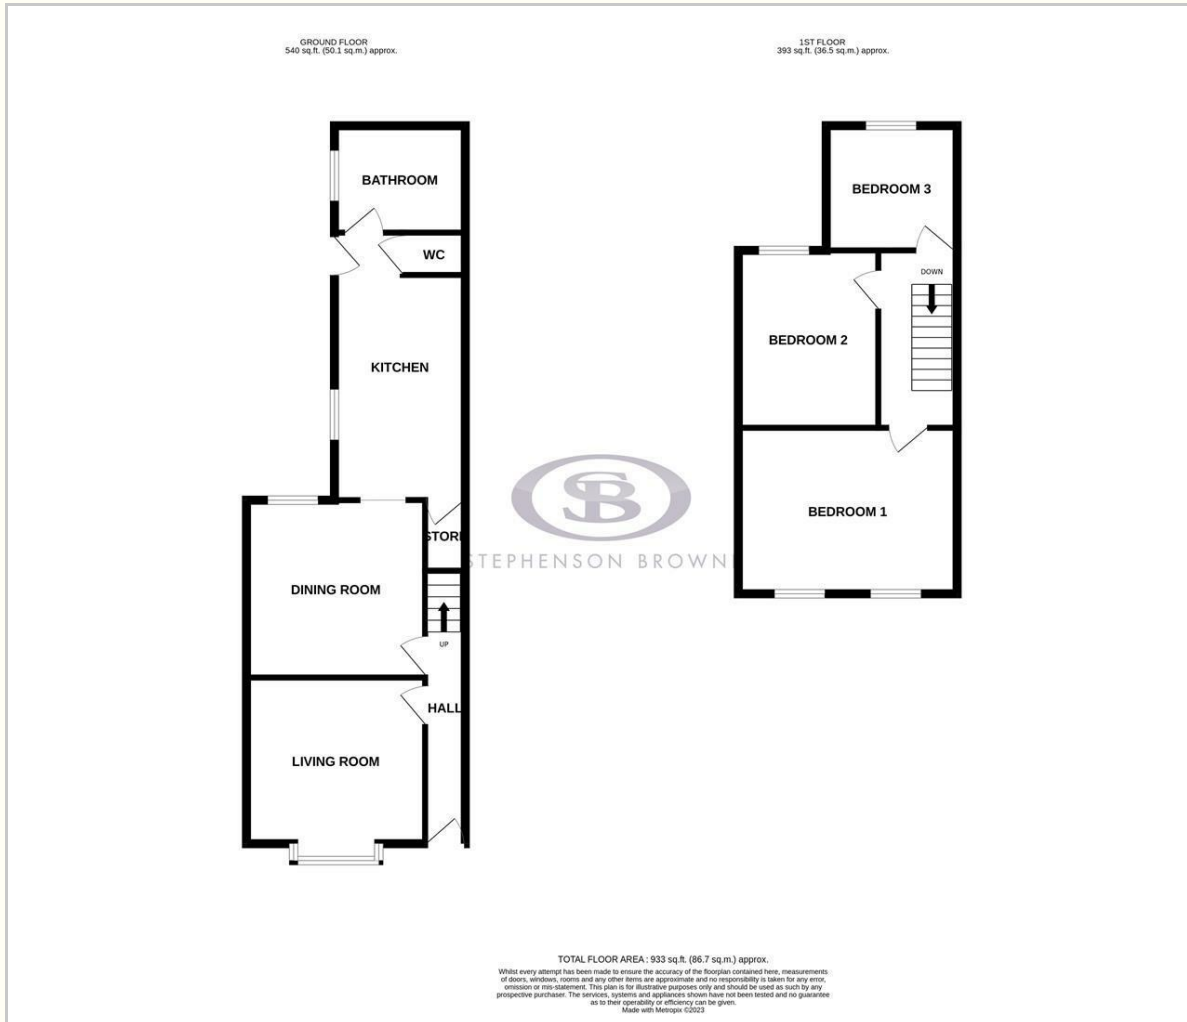 GROUND FLOOR
540 sq.ft. (50.1 sq.m.) approx.
1ST FLOOR
393 sq.ft. (36.5 sq.m.) approx.
BATHROOM
WC
KITCHEN
STORE
DINING ROOM
UP
HALL
LIVING ROOM
BEDROOM 3
DOWN
BEDROOM 2
BEDROOM 1
SB
STEPHENSON BROWNE
TOTAL FLOOR AREA : 933 sq.ft. (86.7 sq.m.) approx.
Whilst every attempt has been made to ensure the accuracy of the floorplan contained here, measurements
of doors, windows, rooms and any other items are approximate and no responsibility is taken for any error,
omission or mis-statement. This plan is for illustrative purposes only and should be used as such by any
prospective purchaser. The services, systems and appliances shown have not been tested and no guarantee
as to their operability or efficiency can be given.
Made with Metropix ©2023